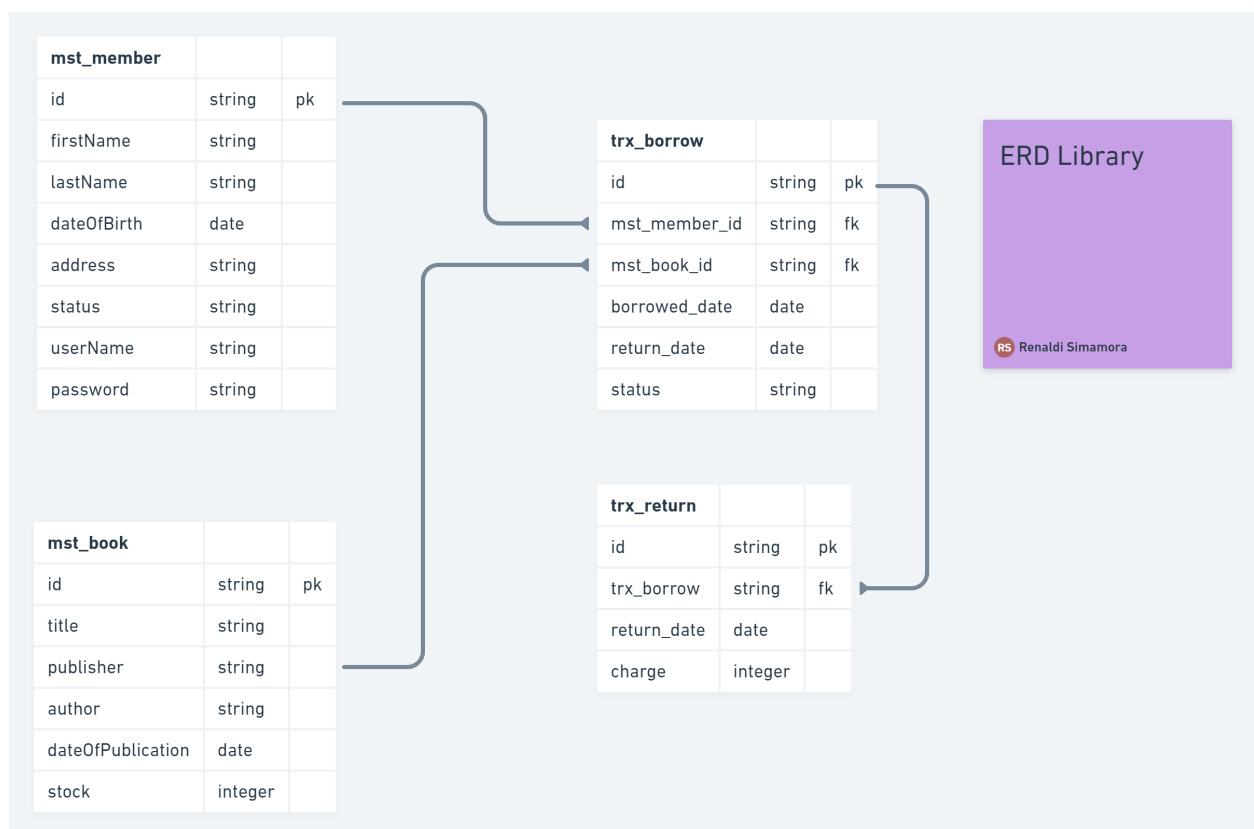 mst_member
id string pk
firstName string
lastName string
dateOfBirth date
address string
status string
userName string
password string
trx_borrow
id string pk
mst_member_id string fk
mst_book_id string fk
borrowed_date date
return_date date
status string
ERD Library
RS Renaldi Simamora
mst_book
id string pk
title string
publisher string
author string
dateOfPublication date
stock integer
trx_return
id string pk
trx_borrow string fk
return_date date
charge integer